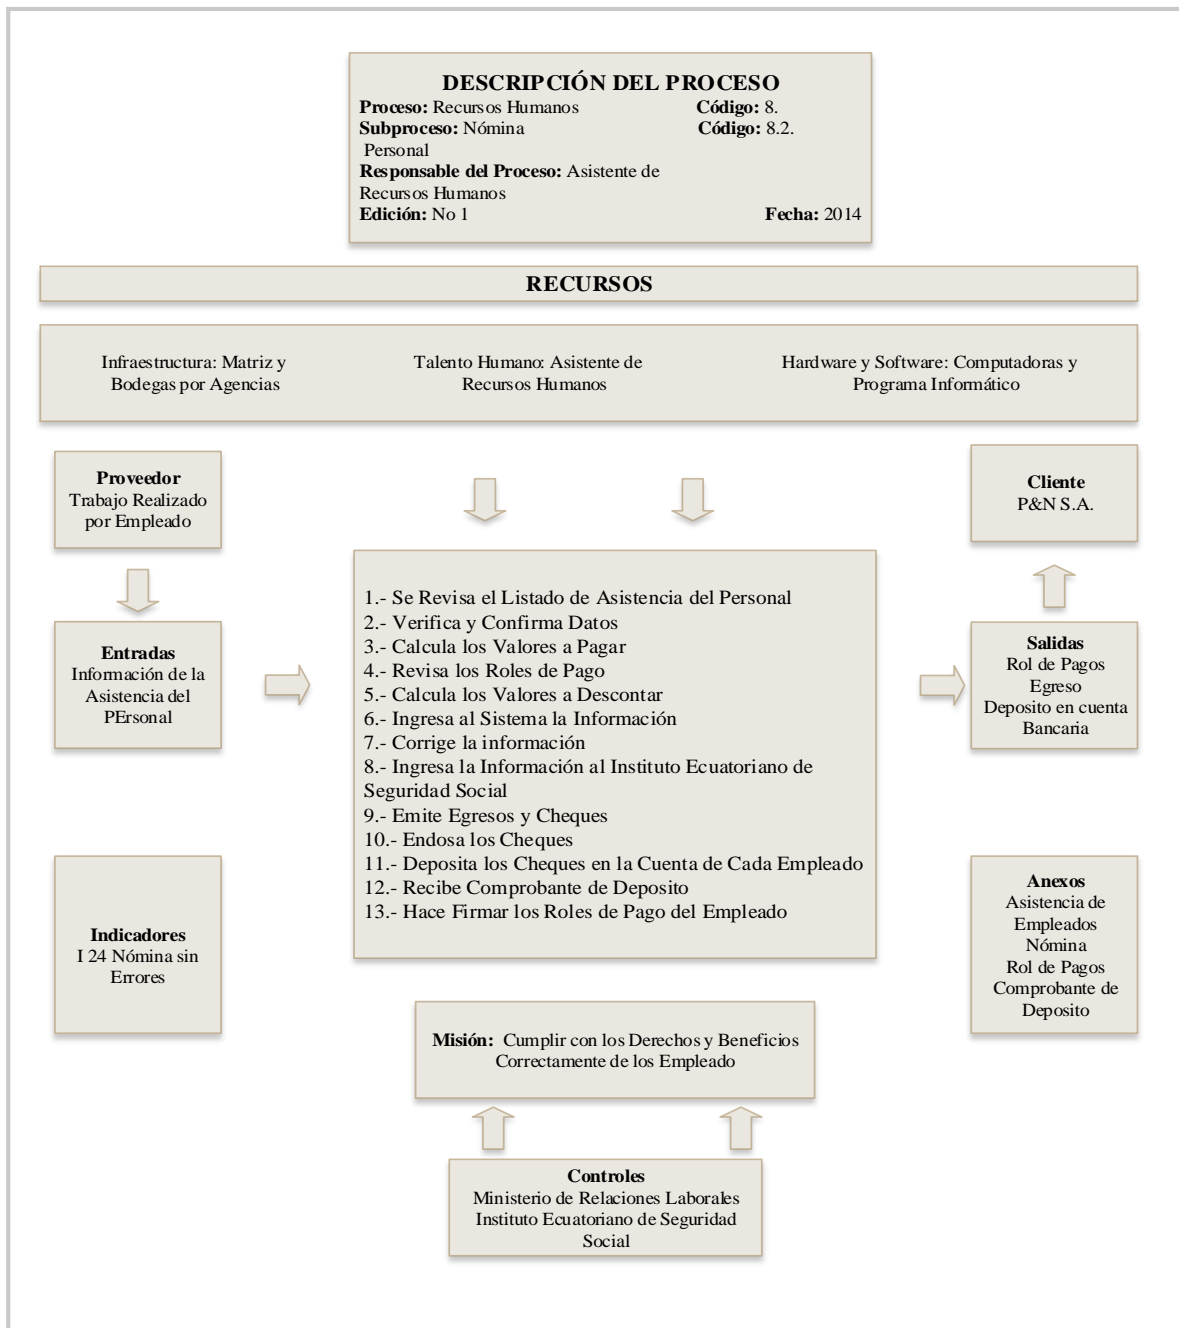 DESCRIPCIÓN DEL PROCESO
Proceso: Recursos Humanos Código: 8.
Subproceso: Nómina Código: 8.2.
Personal
Responsable del Proceso: Asistente de
Recursos Humanos
Edición: No 1 Fecha: 2014
RECURSOS
Infraestructura: Matriz y
Bodegas por Agencias
Talento Humano: Asistente de
Recursos Humanos
Hardware y Software: Computadoras y
Programa Informático
Proveedor
Trabajo Realizado
por Empleado
Cliente
P&N S.A.
Entradas
Información de la
Asistencia del
PErsonal
1.- Se Revisa el Listado de Asistencia del Personal
2.- Verifica y Confirma Datos
3.- Calcula los Valores a Pagar
4.- Revisa los Roles de Pago
5.- Calcula los Valores a Descontar
6.- Ingresa al Sistema la Información
7.- Corrige la información
8.- Ingresa la Información al Instituto Ecuatoriano de
Seguridad Social
9.- Emite Egresos y Cheques
10.- Endosa los Cheques
11.- Deposita los Cheques en la Cuenta de Cada Empleado
12.- Recibe Comprobante de Deposito
13.- Hace Firmar los Roles de Pago del Empleado
Salidas
Rol de Pagos
Egreso
Deposito en cuenta
Bancaria
Indicadores
I 24 Nómina sin
Errores
Anexos
Asistencia de
Empleados
Nómina
Rol de Pagos
Comprobante de
Deposito
Misión: Cumplir con los Derechos y Beneficios
Correctamente de los Empleado
Controles
Ministerio de Relaciones Laborales
Instituto Ecuatoriano de Seguridad
Social